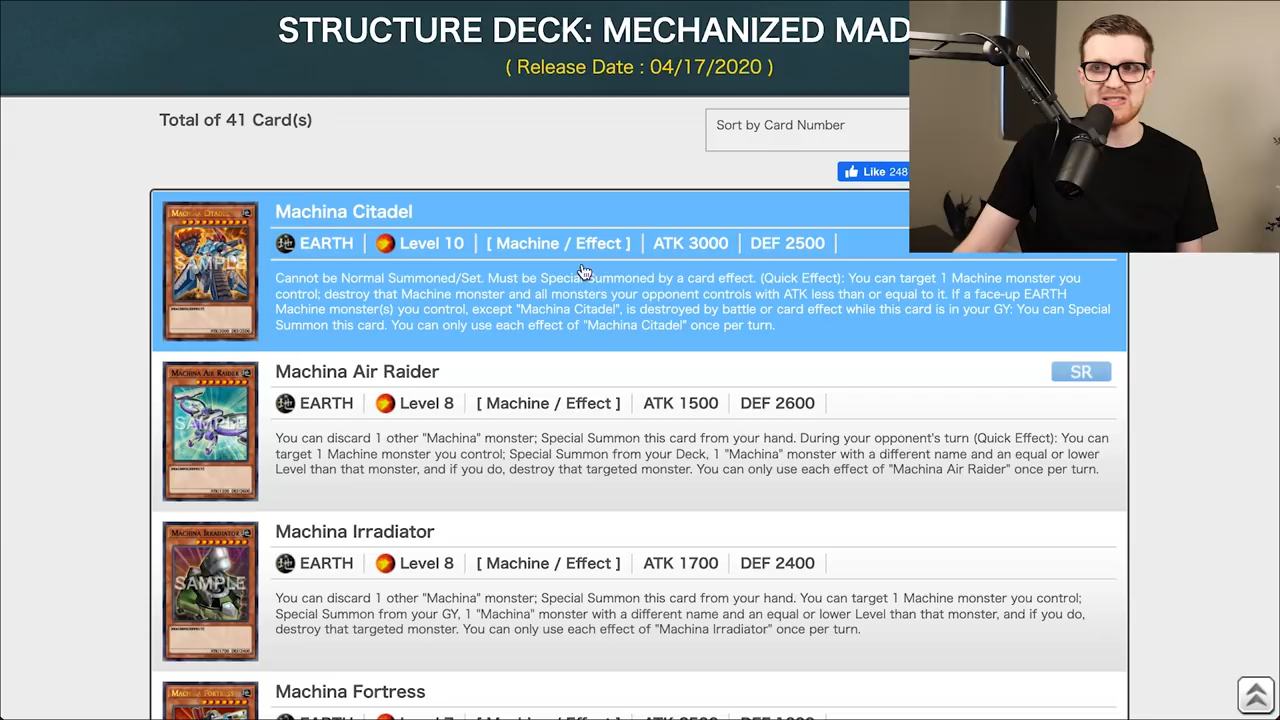 STRUCTURE DECK: MECHANIZED MAD
( Release Date : 04/17/2020 )
Total of 41 Card(s)
Sort by Card Number
Like 248
Machina Citadel
EARTH | Level 10 | [ Machine / Effect ] | ATK 3000 | DEF 2500 |
Cannot be Normal Summoned/Set. Must be Special Summoned by a card effect. (Quick Effect): You can target 1 Machine monster you
control; destroy that Machine monster and all monsters your opponent controls with ATK less than or equal to it. If a face-up EARTH
Machine monster(s) you control, except "Machina Citadel", is destroyed by battle or card effect while this card is in your GY: You can Special
Summon this card. You can only use each effect of "Machina Citadel" once per turn.
MACHINA CITADEL
SAMPLE
Machina Air Raider
SR
EARTH | Level 8 | [ Machine / Effect ] | ATK 1500 | DEF 2600 |
You can discard 1 other "Machina" monster; Special Summon this card from your hand. During your opponent's turn (Quick Effect): You can
target 1 Machine monster you control; Special Summon from your Deck, 1 "Machina" monster with a different name and an equal or lower
Level than that monster, and if you do, destroy that targeted monster. You can only use each effect of "Machina Air Raider" once per turn.
MACHINA AIR RAIDER
SAMPLE
Machina Irradiator
EARTH | Level 8 | [ Machine / Effect ] | ATK 1700 | DEF 2400 |
You can discard 1 other "Machina" monster; Special Summon this card from your hand. You can target 1 Machine monster you control;
Special Summon from your GY, 1 "Machina" monster with a different name and an equal or lower Level than that monster, and if you do,
destroy that targeted monster. You can only use each effect of "Machina Irradiator" once per turn.
MACHINA IRRADIATOR
SAMPLE
Machina Fortress
MACHINA FORTRESS